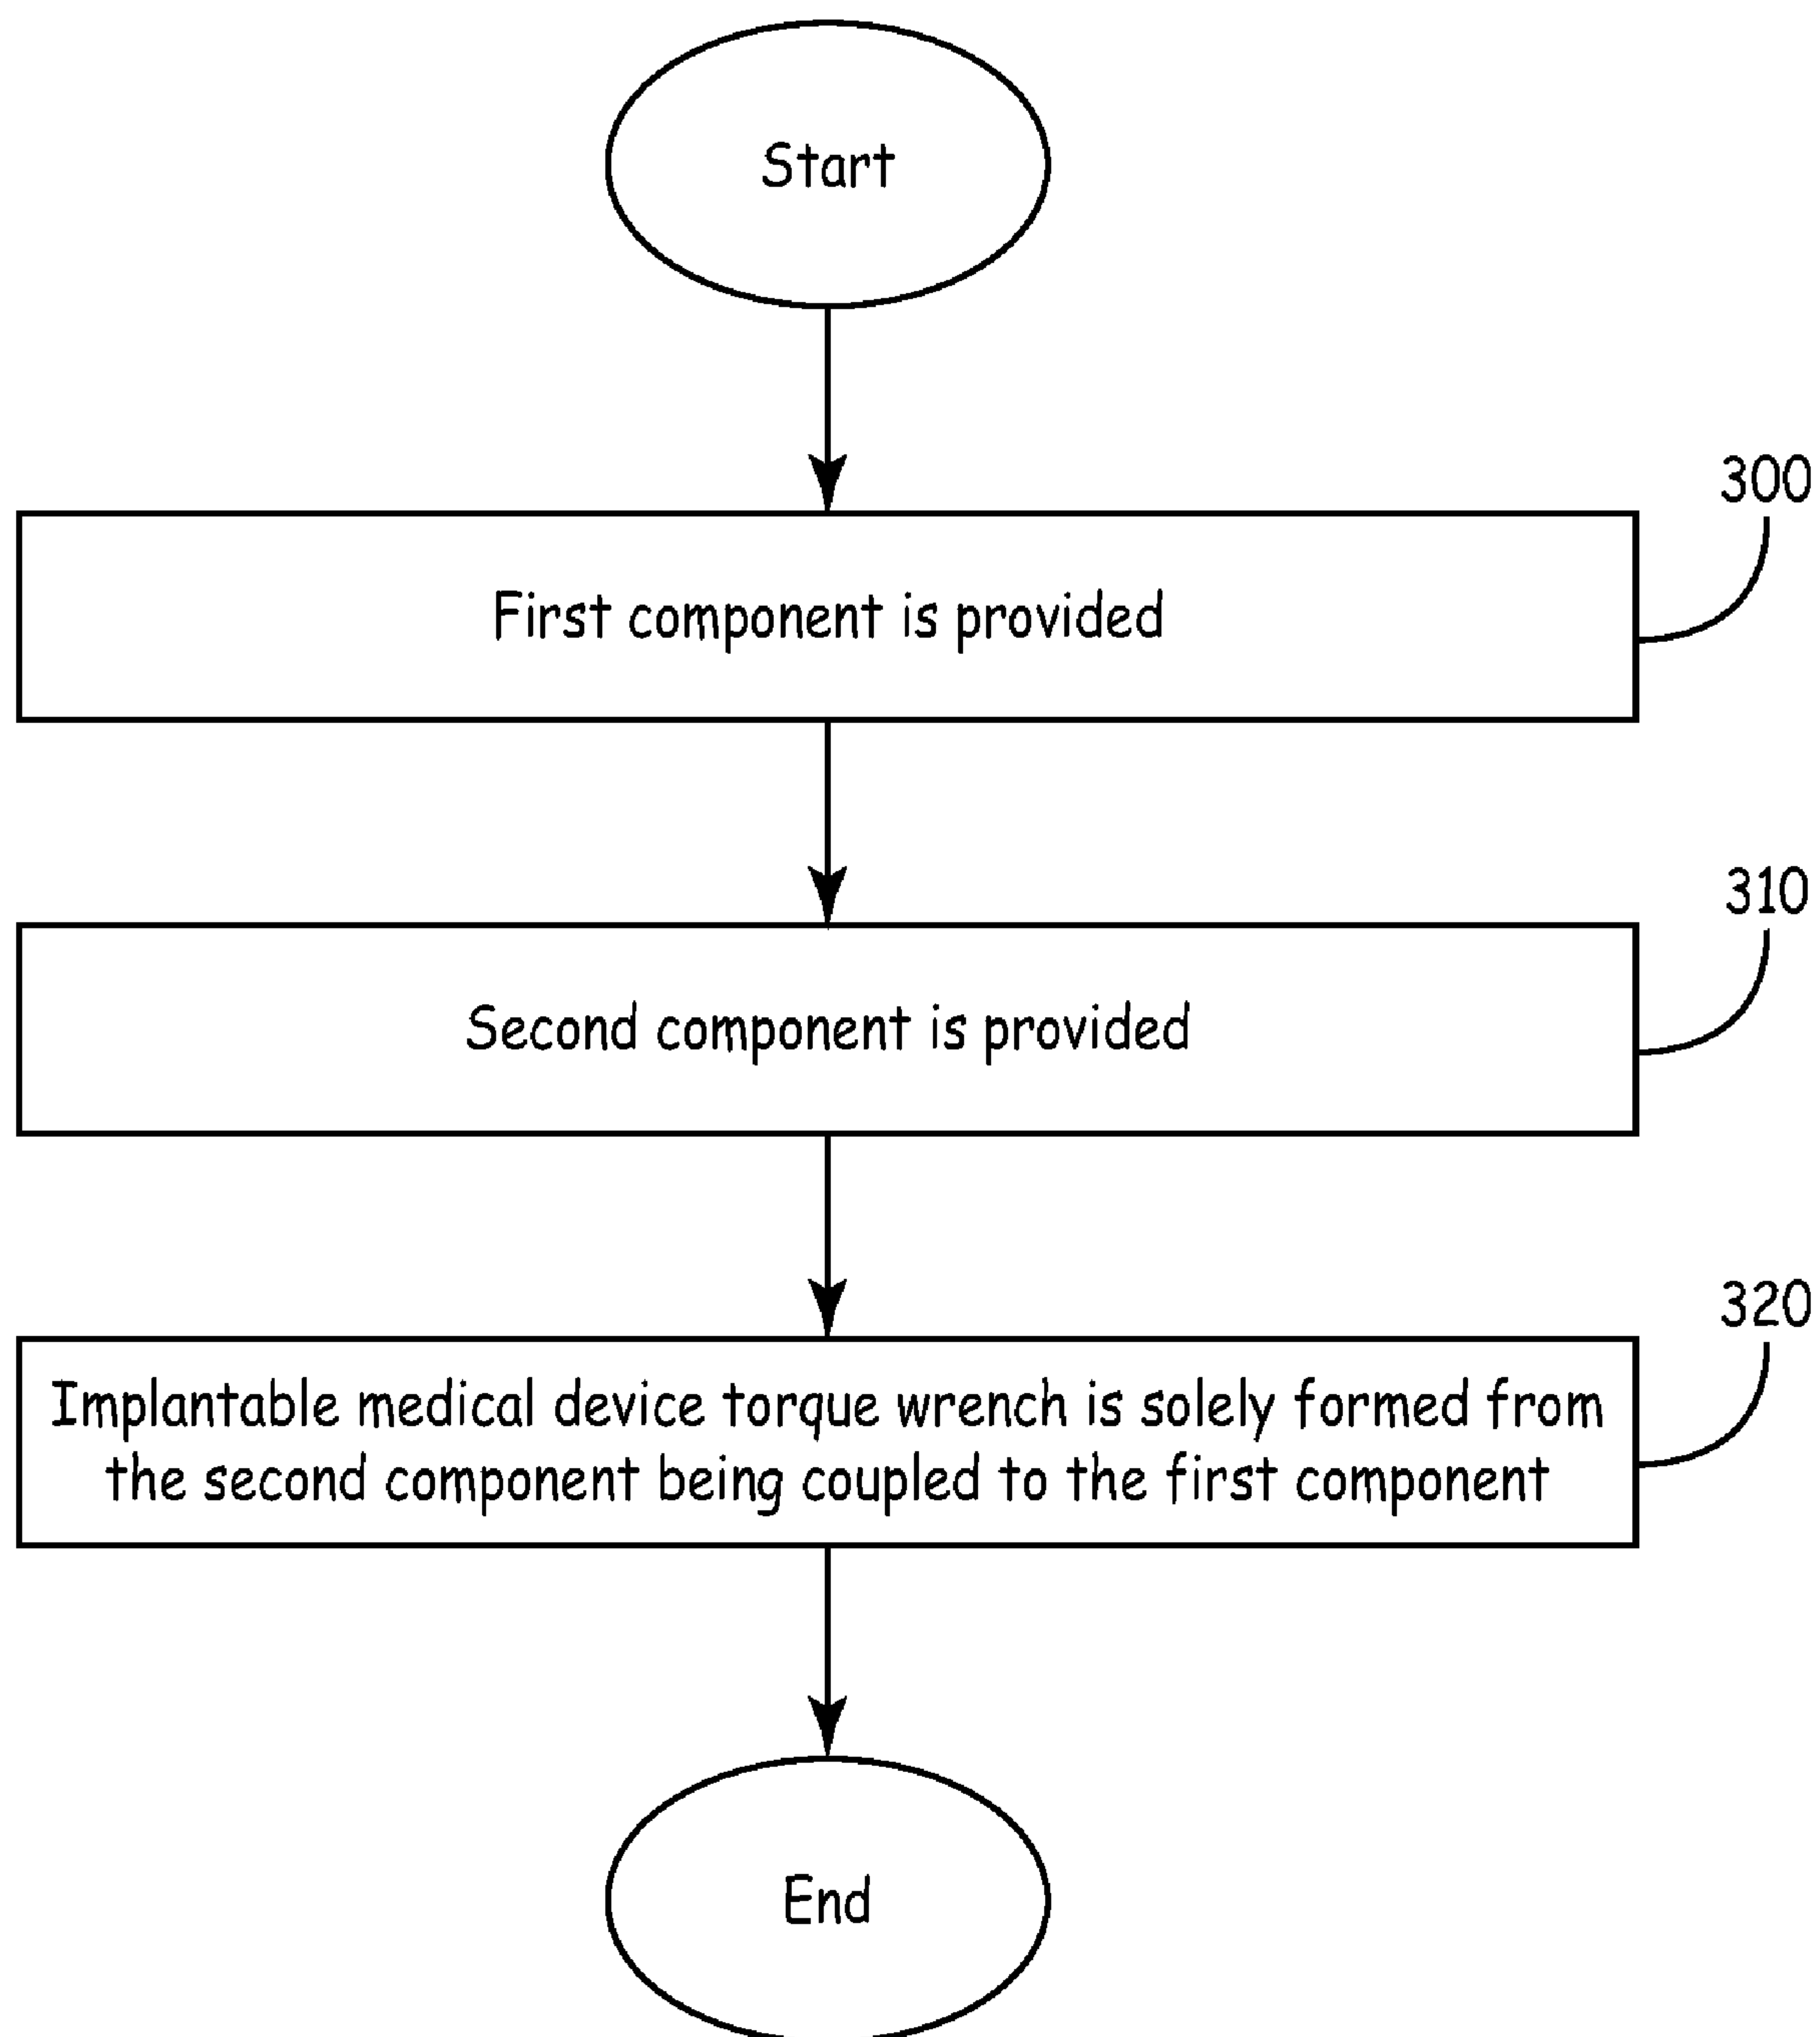 Start
300
First component is provided
310
Second component is provided
320
Implantable medical device torque wrench is solely formed from
the second component being coupled to the first component
End